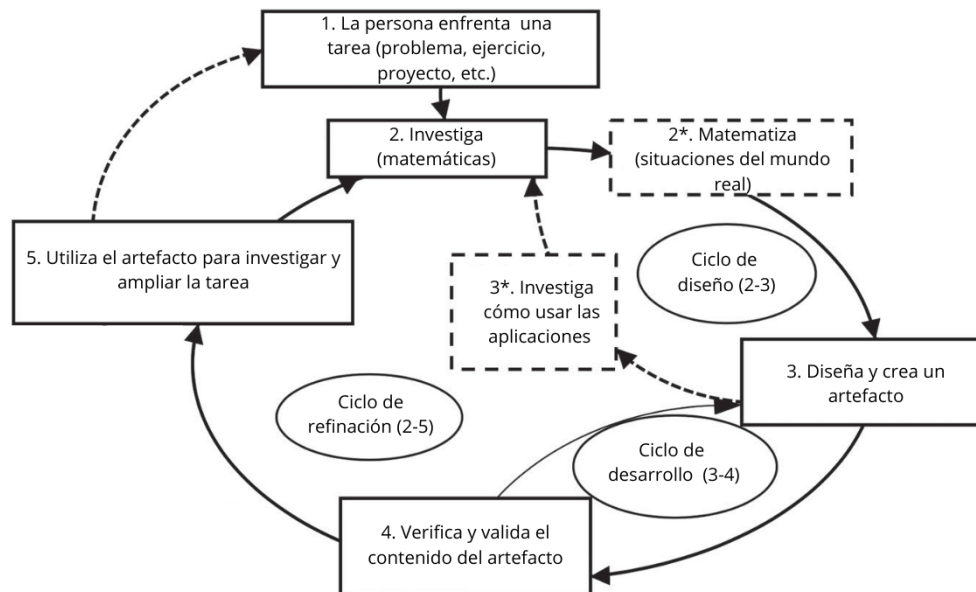 1. La persona enfrenta una
tarea (problema, ejercicio,
proyecto, etc.)
2. Investiga
(matemáticas)
2*. Matematiza
(situaciones del mundo
real)
5. Utiliza el artefacto para investigar y
ampliar la tarea
3*. Investiga
cómo usar las
aplicaciones
Ciclo de
diseño (2-3)
3. Diseña y crea un
artefacto
Ciclo de
refinación (2-5)
Ciclo de
desarrollo (3-4)
4. Verifica y valida el
contenido del artefacto